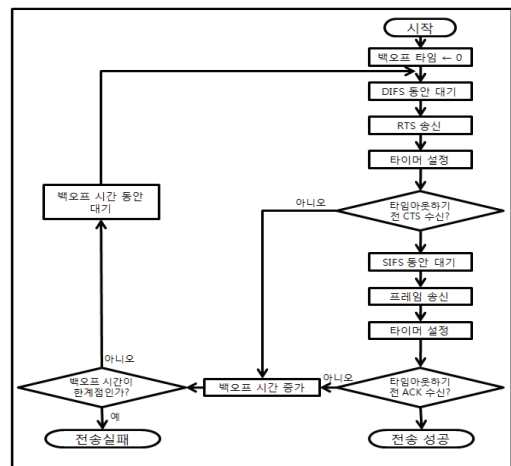 시작
백오프 타임 ← 0
DIFS 동안 대기
RTS 송신
타이머 설정
백오프 시간 동안
대기
아니오
타임아웃하기
전 CTS 수신?
SIFS 동안 대기
프레임 송신
타이머 설정
아니오
백오프 시간이
한계점인가?
백오프 시간 증가
아니오
타임아웃하기
전 ACK 수신?
예
전송실패
전송 성공